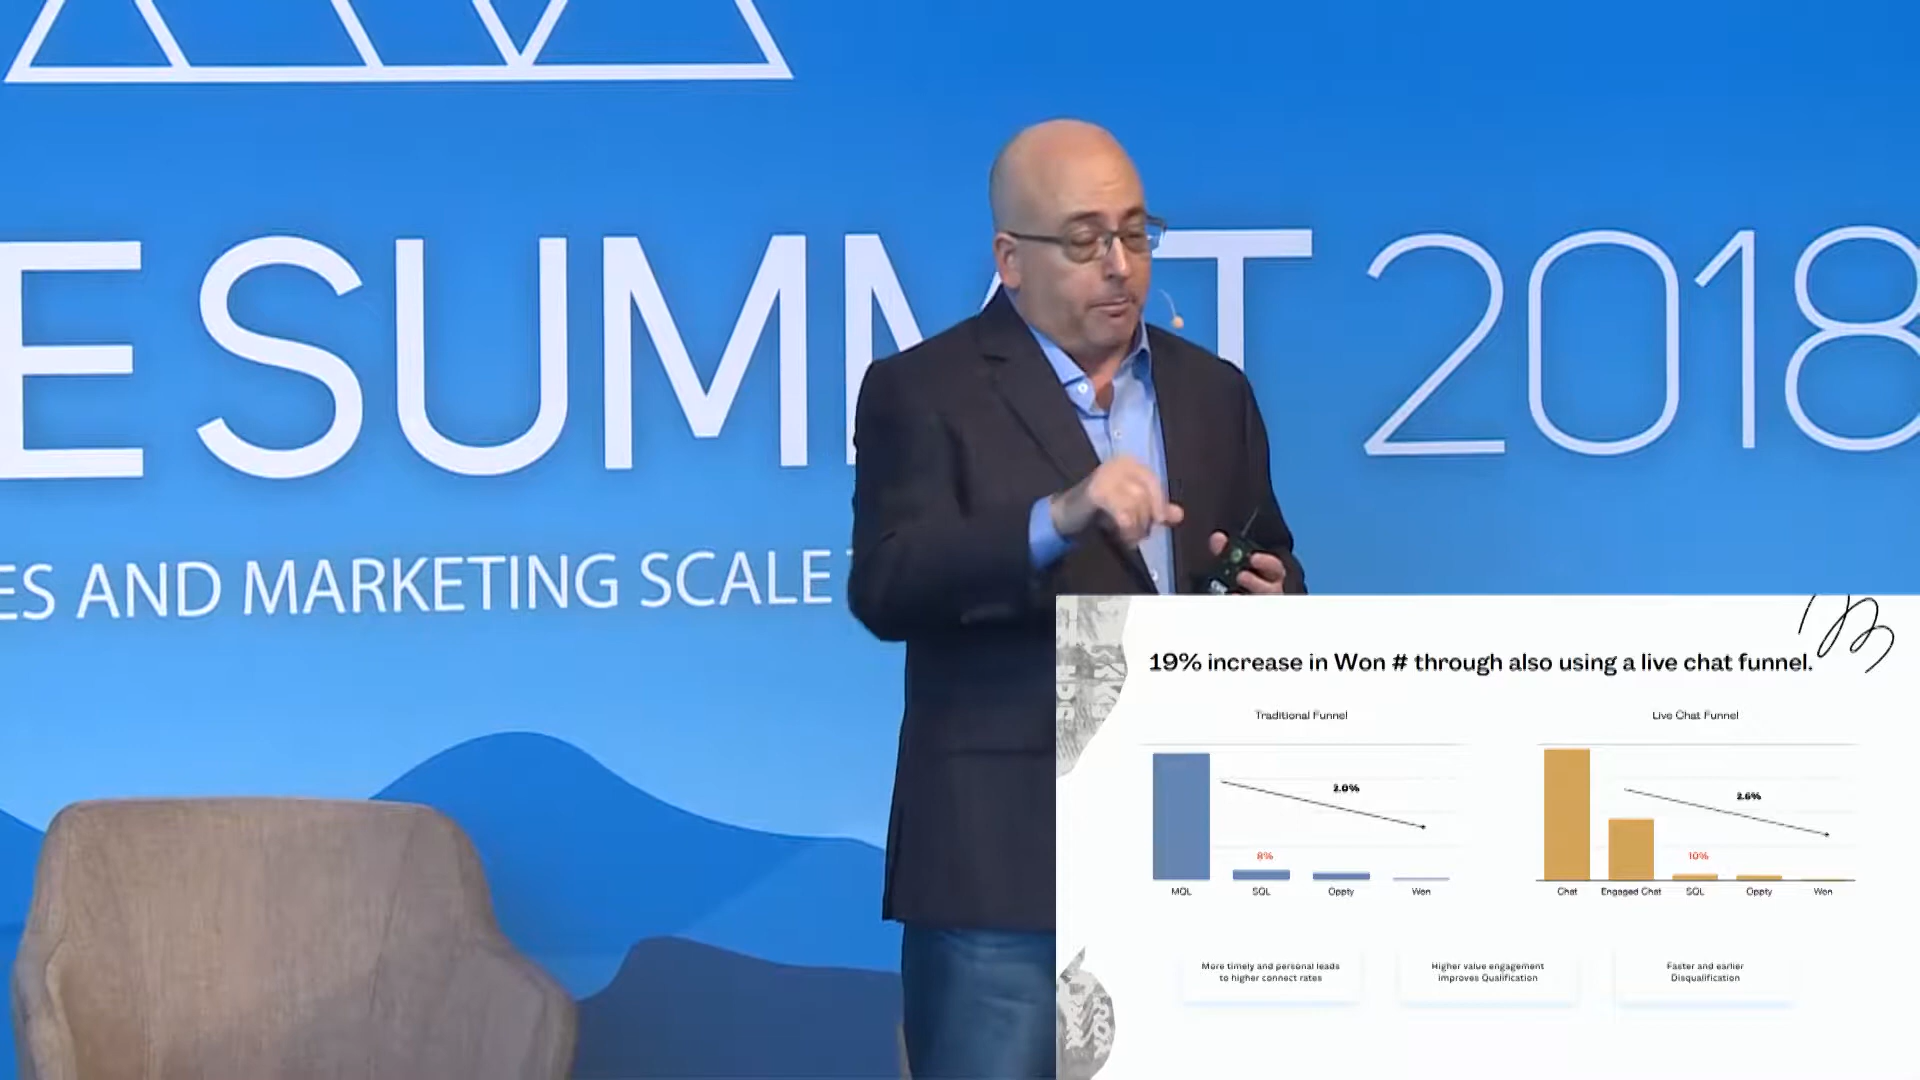 E SUMMIT 2018
ES AND MARKETING SCALE
19% increase in Won # through also using a live chat funnel.
Traditional Funnel
Live Chat Funnel
2.0%
2.6%
8%
10%
MQL SQL Oppty Won
Chat Engaged Chat SQL Oppty Won
More timely and personal leads
to higher connect rates
Higher value engagement
improves Qualification
Faster and earlier
Disqualification